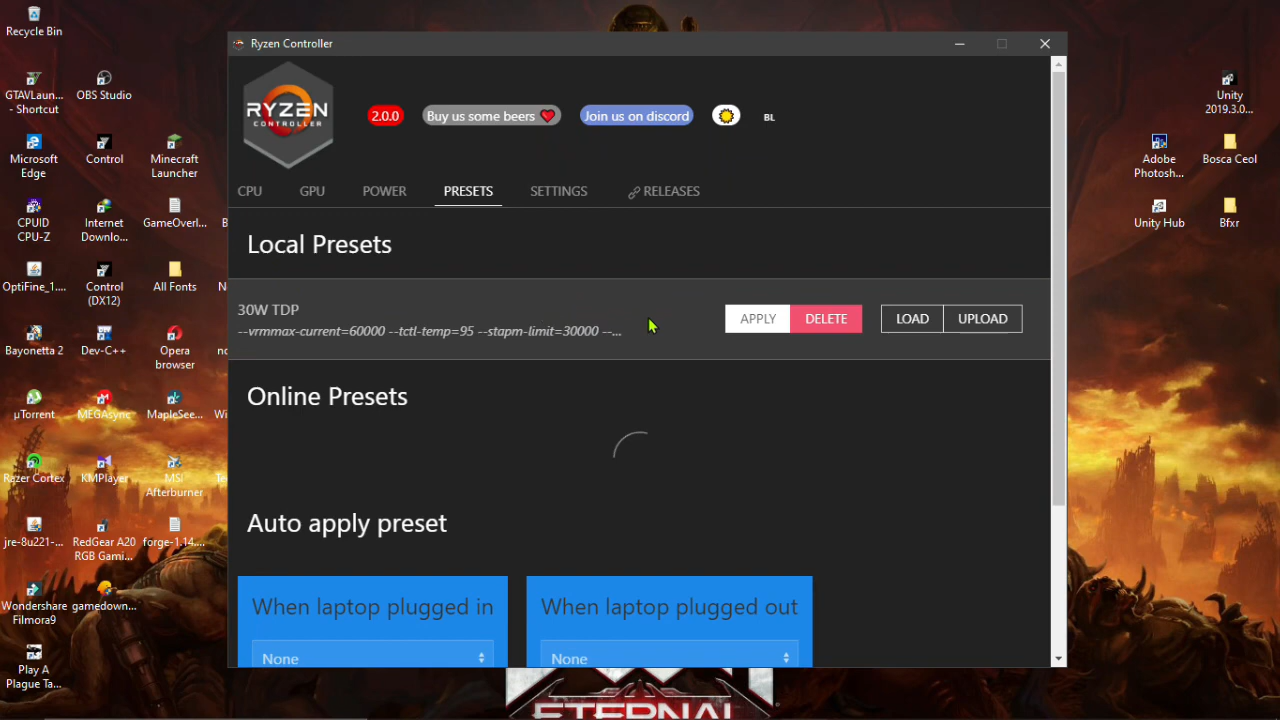 Recycle Bin
GTAVLaun...
- Shortcut
OBS Studio
Microsoft
Edge
Control
Minecraft
Launcher
CPUID
CPU-Z
Internet
Downlo...
GameOverl...
OptiFine_1....
Control
(DX12)
All Fonts
Bayonetta 2
Dev-C++
Opera
browser
µTorrent
MEGAsync
MapleSee...
Razer Cortex
KMPlayer
MSI
Afterburner
jre-8u221-...
RedGear A20
RGB Gami...
forge-1.14....
Wondershare
Filmora9
gamedown...
Play A
Plague Ta...
Ryzen Controller
RYZEN
CONTROLLER
2.0.0
Buy us some beers
Join us on discord
BL
CPU
GPU
POWER
PRESETS
SETTINGS
RELEASES
Local Presets
30W TDP
--vrmmax-current=60000 --tctl-temp=95 --stapm-limit=30000 --...
APPLY
DELETE
LOAD
UPLOAD
Online Presets
Auto apply preset
When laptop plugged in
None
When laptop plugged out
None
Unity
2019.3.0...
Adobe
Photosh...
Bosca Ceol
Unity Hub
Bfxr
ETERNAL